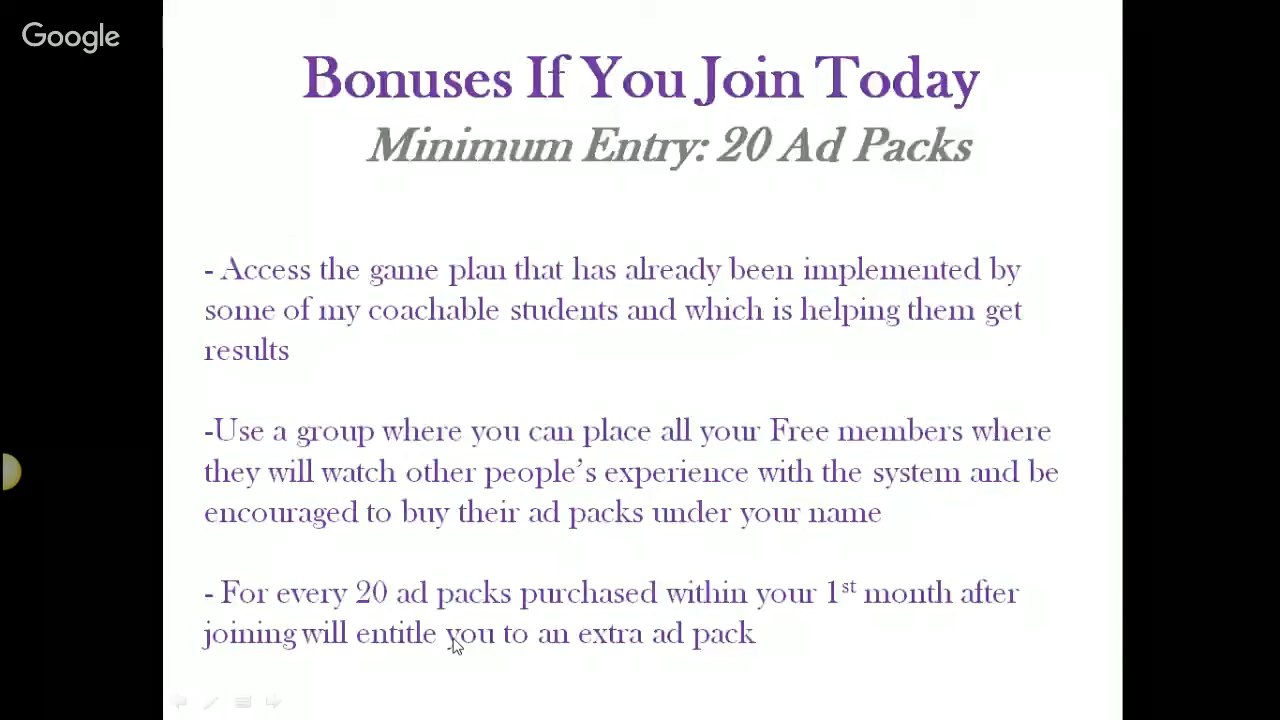 Google
Bonuses If You Join Today
Minimum Entry: 20 Ad Packs
- Access the game plan that has already been implemented by
some of my coachable students and which is helping them get
results
-Use a group where you can place all your Free members where
they will watch other people’s experience with the system and be
encouraged to buy their ad packs under your name
- For every 20 ad packs purchased within your 1st month after
joining will entitle you to an extra ad pack